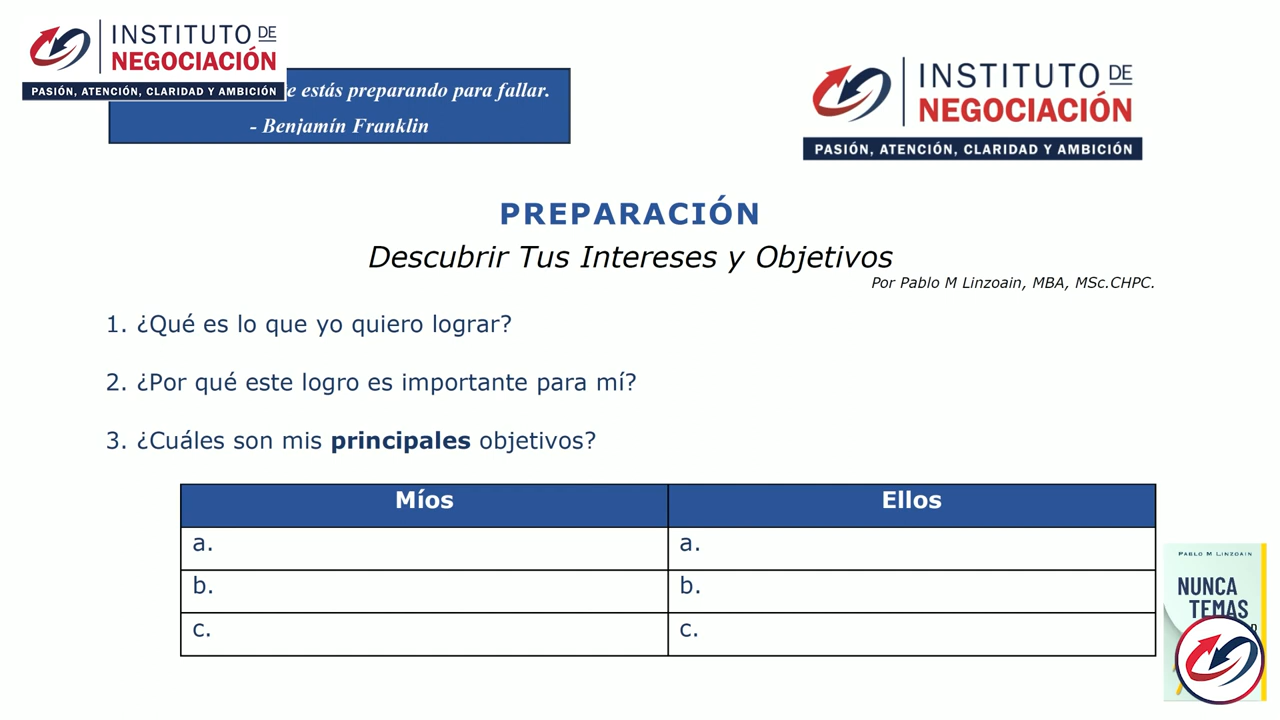 INSTITUTO DE
NEGOCIACIÓN
PASIÓN, ATENCIÓN, CLARIDAD Y AMBICIÓN
estás preparando para fallar.
- Benjamín Franklin
INSTITUTO DE
NEGOCIACIÓN
PASIÓN, ATENCIÓN, CLARIDAD Y AMBICIÓN
PREPARACIÓN
Descubrir Tus Intereses y Objetivos
Por Pablo M Linzoain, MBA, MSc.CHPC.
1. ¿Qué es lo que yo quiero lograr?
2. ¿Por qué este logro es importante para mí?
3. ¿Cuáles son mis principales objetivos?
Míos Ellos
a. a.
b. b.
c. c.
PABLO M LINZOAIN
NUNCA
TEMAS